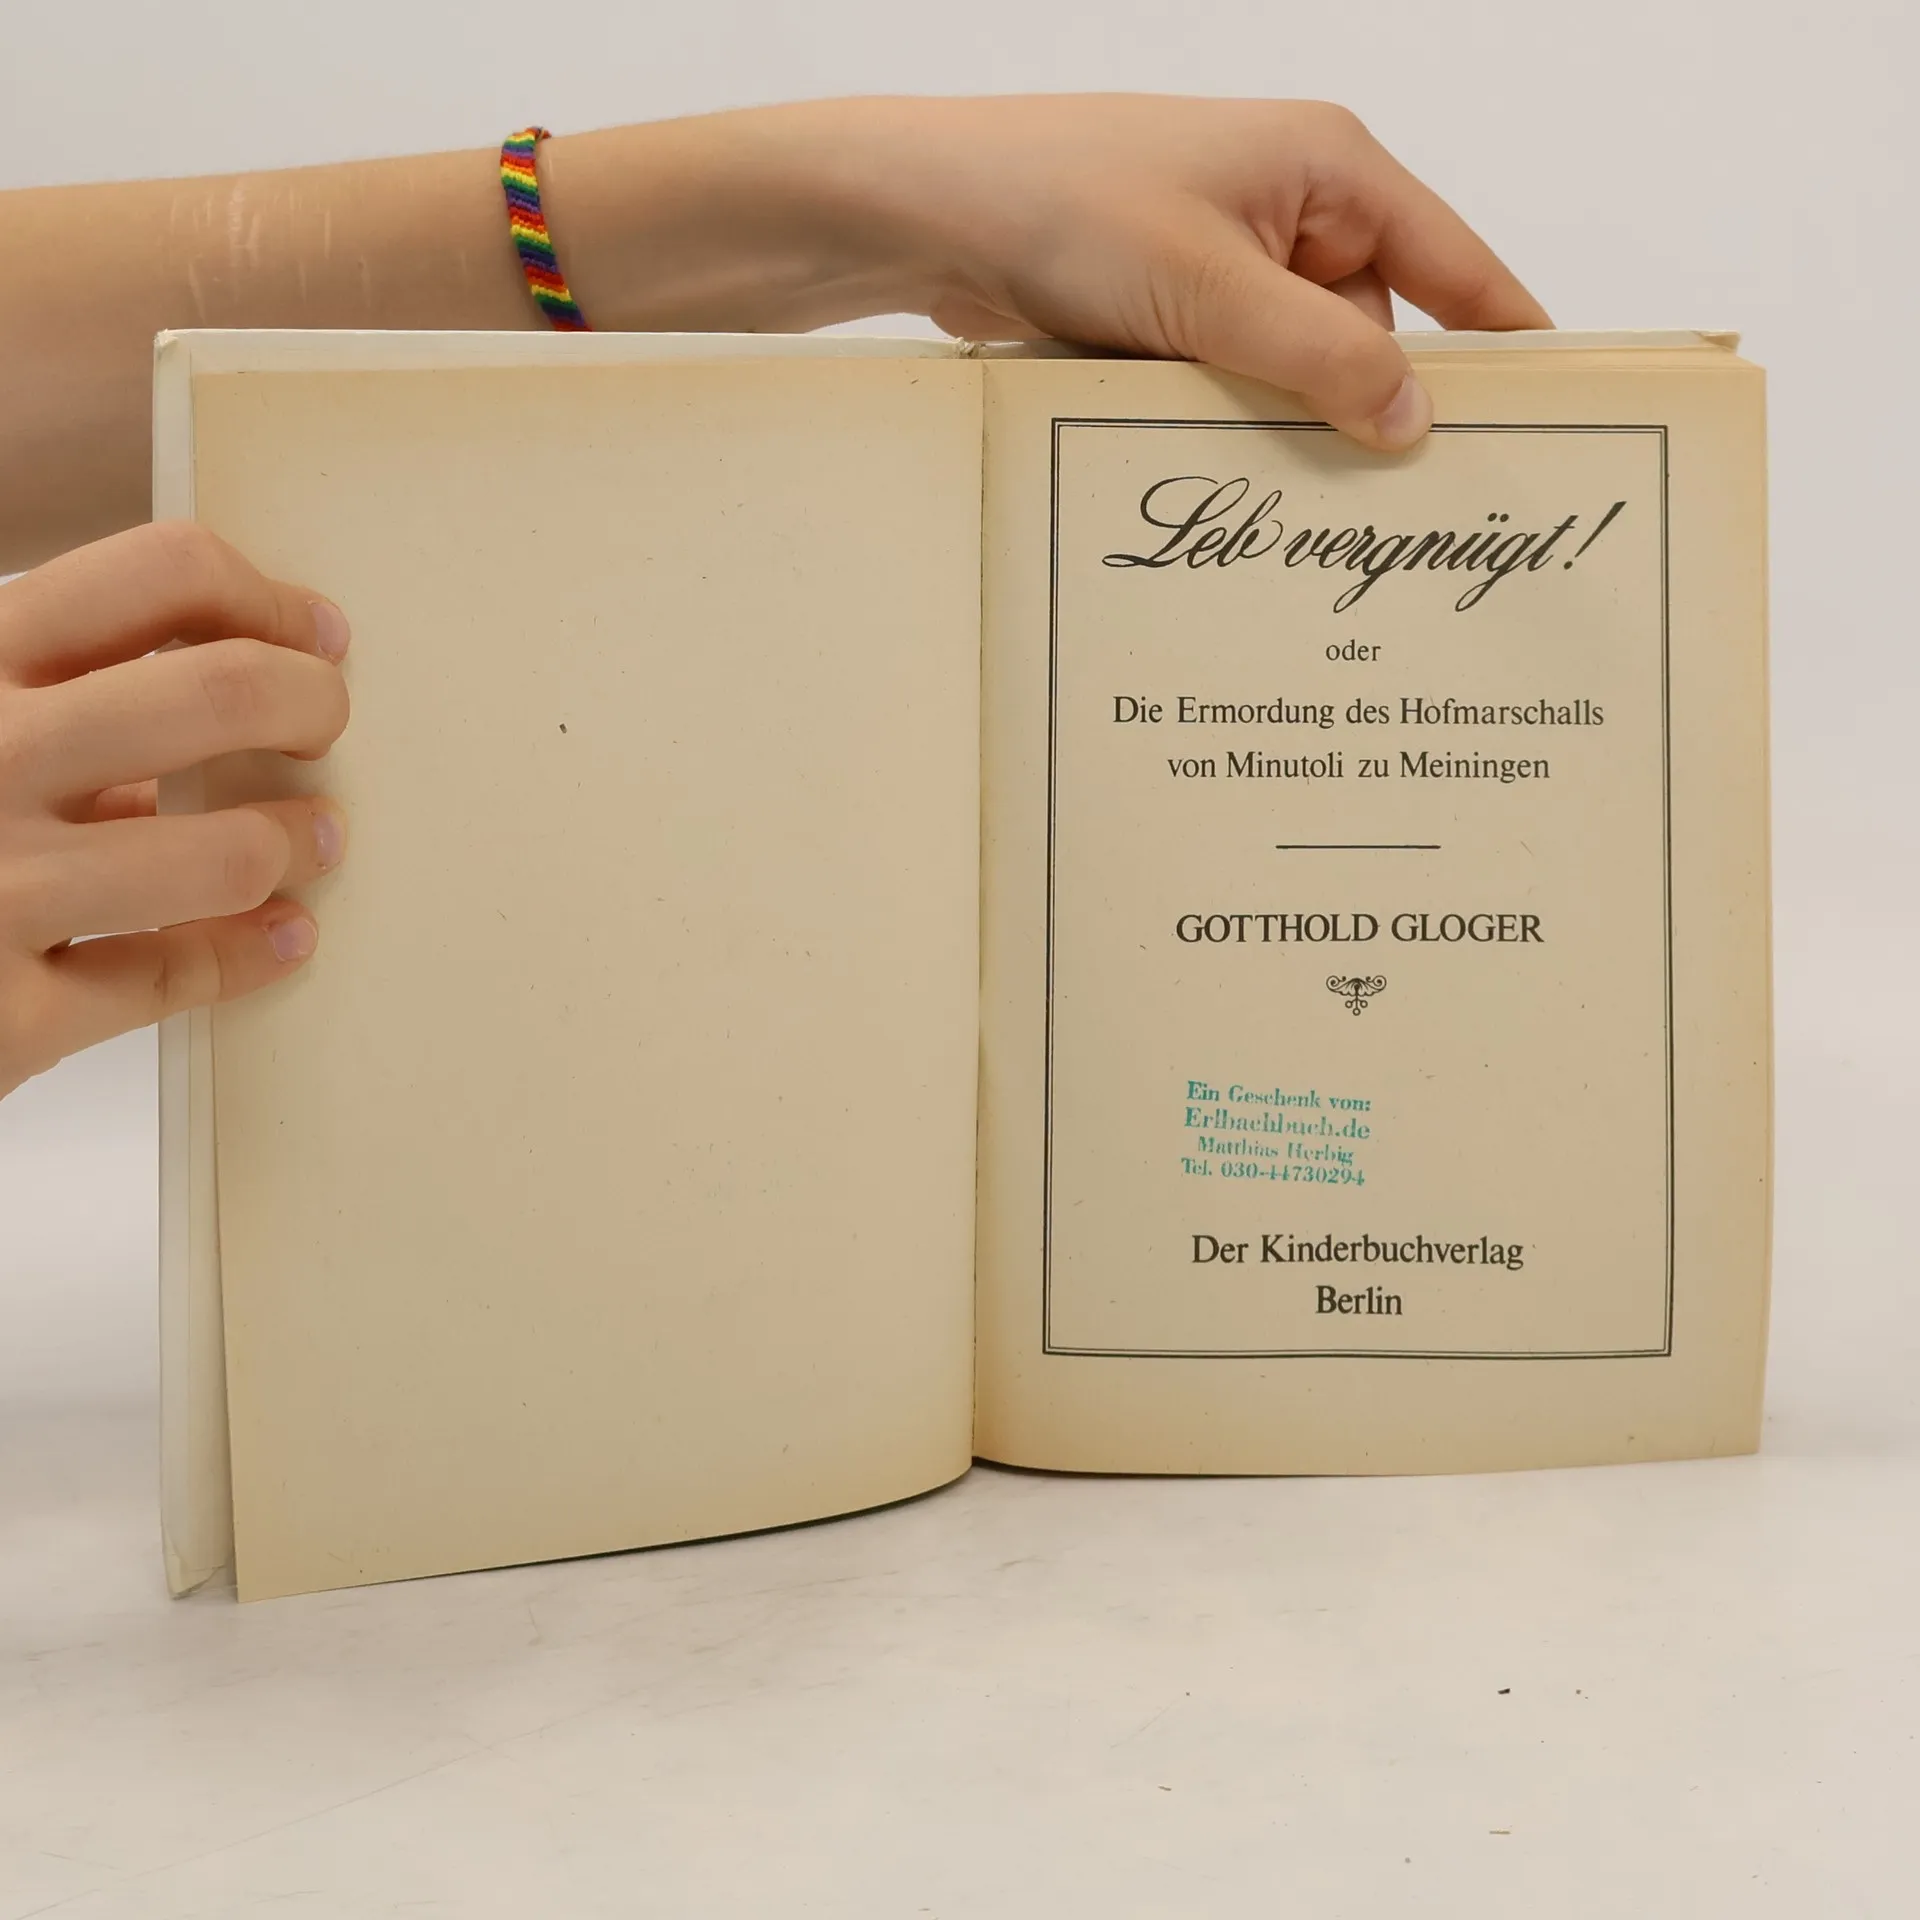 Leb vergnügt!
oder
Die Ermordung des Hofmarschalls
von Minutoli zu Meiningen
GOTTHOLD GLOGER
Ein Geschenk von:
Erlbachbuch.de
Matthias Herbig
Tel. 030-44730294
Der Kinderbuchverlag
Berlin